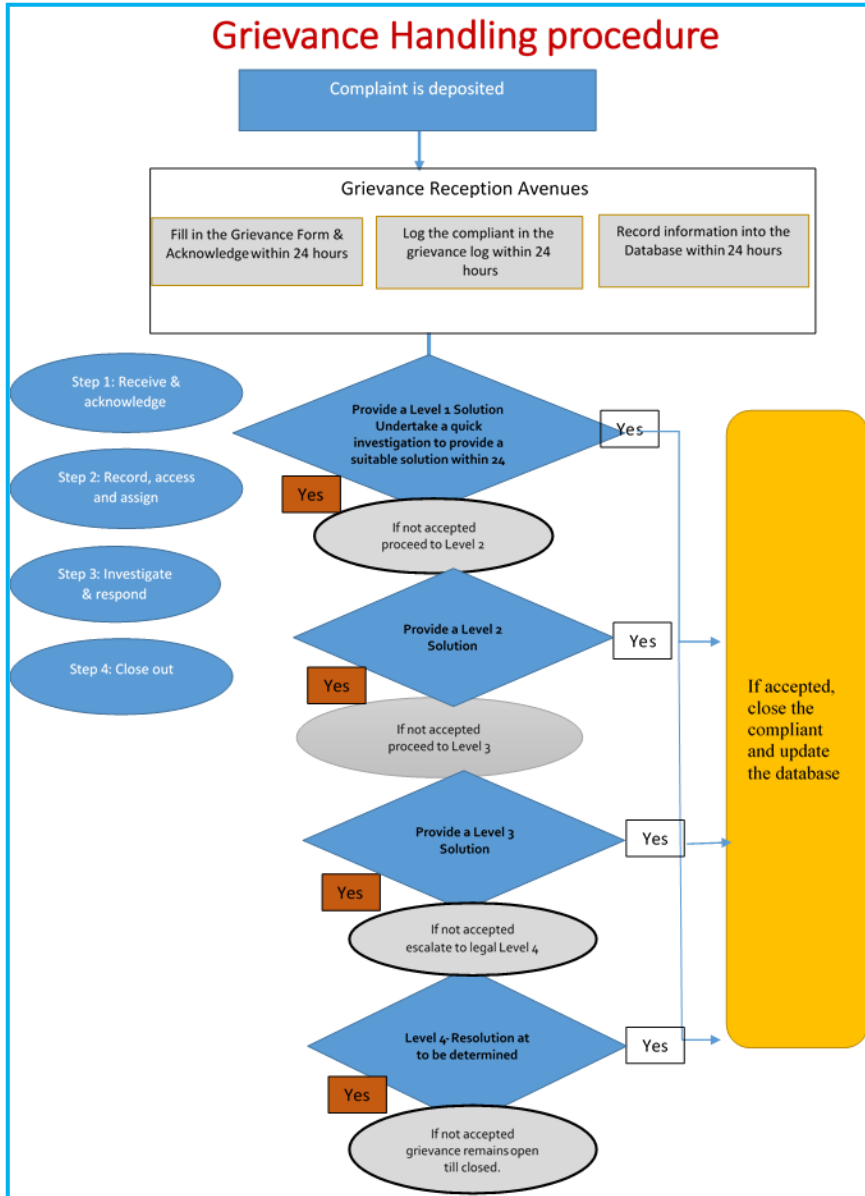 Grievance Handling procedure
Complaint is deposited
Grievance Reception Avenues
Fill in the Grievance Form &
Acknowledge within 24 hours
Log the compliant in the
grievance log within 24
hours
Record information into the
Database within 24 hours
Step 1: Receive &
acknowledge
Step 2: Record, access
and assign
Step 3: Investigate
& respond
Step 4: Close out
Provide a Level 1 Solution
Undertake a quick
investigation to provide a
suitable solution within 24
Yes
Yes
If not accepted
proceed to Level 2
Provide a Level 2
Solution
Yes
Yes
If not accepted
proceed to Level 3
Provide a Level 3
Solution
Yes
Yes
If not accepted
escalate to legal Level 4
Level 4- Resolution at
to be determined
Yes
Yes
If not accepted
grievance remains open
till closed.
If accepted,
close the
compliant
and update
the database